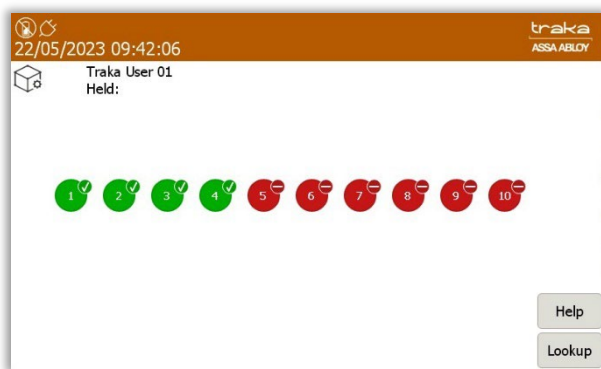 traka
22/05/2023 09:42:06
ASSA ABLOY
Traka User 01
Held:
1 2 3 4 5 6 7 8 9 10
Help
Lookup